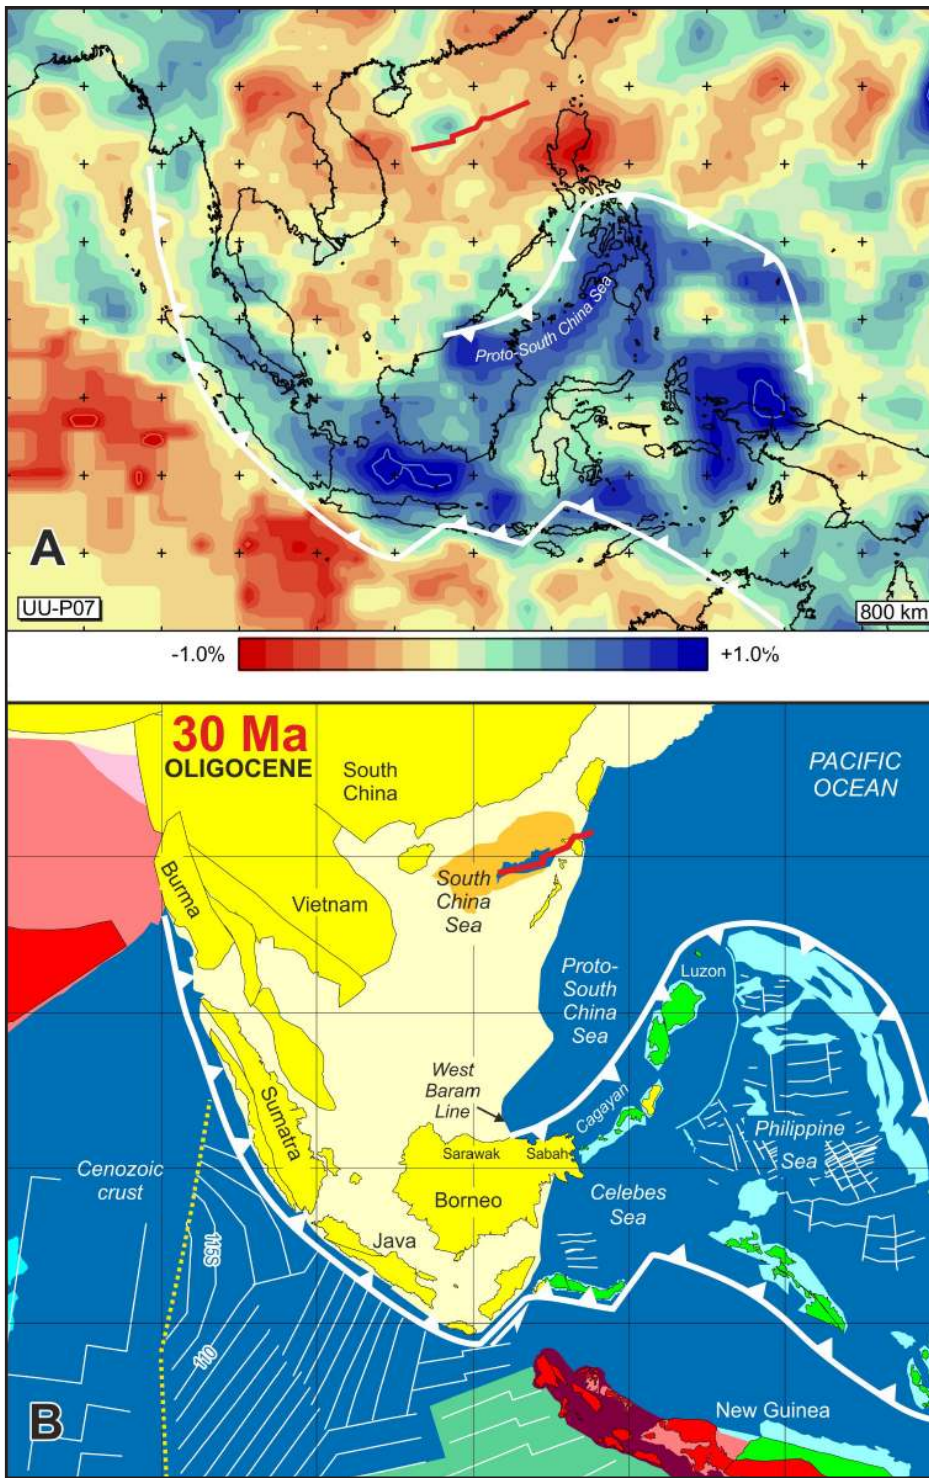 Proto-South China Sea
A
UU-P07
800 km
-1.0%
+1.0%
30 Ma
OLIGOCENE
South
China
PACIFIC
OCEAN
Burma
Vietnam
South
China
Sea
Proto-
South
China
Sea
Luzon
West
Baram
Line
Cagayan
Philippine
Sea
Sumatra
Sarawak
Sabah
Cenozoic
crust
Borneo
Celebes
Sea
115S
Java
110
B
New Guinea